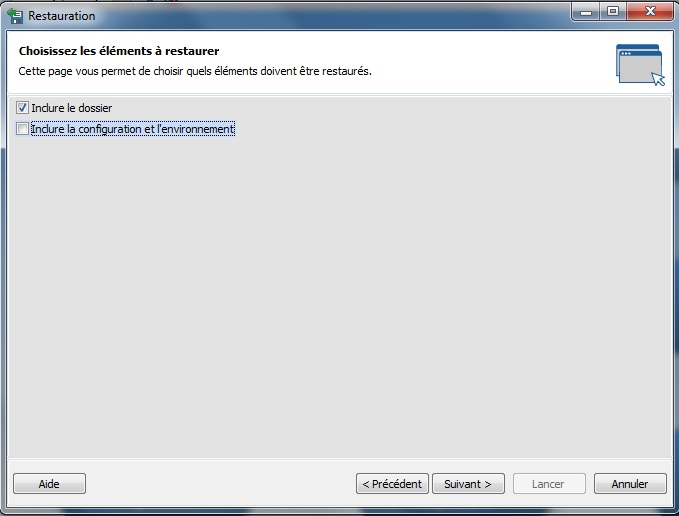 Restauration
Choisissez les éléments à restaurer
Cette page vous permet de choisir quels éléments doivent être restaurés.
Inclure le dossier
Inclure la configuration et l'environnement
Aide
< Précédent
Suivant >
Lancer
Annuler